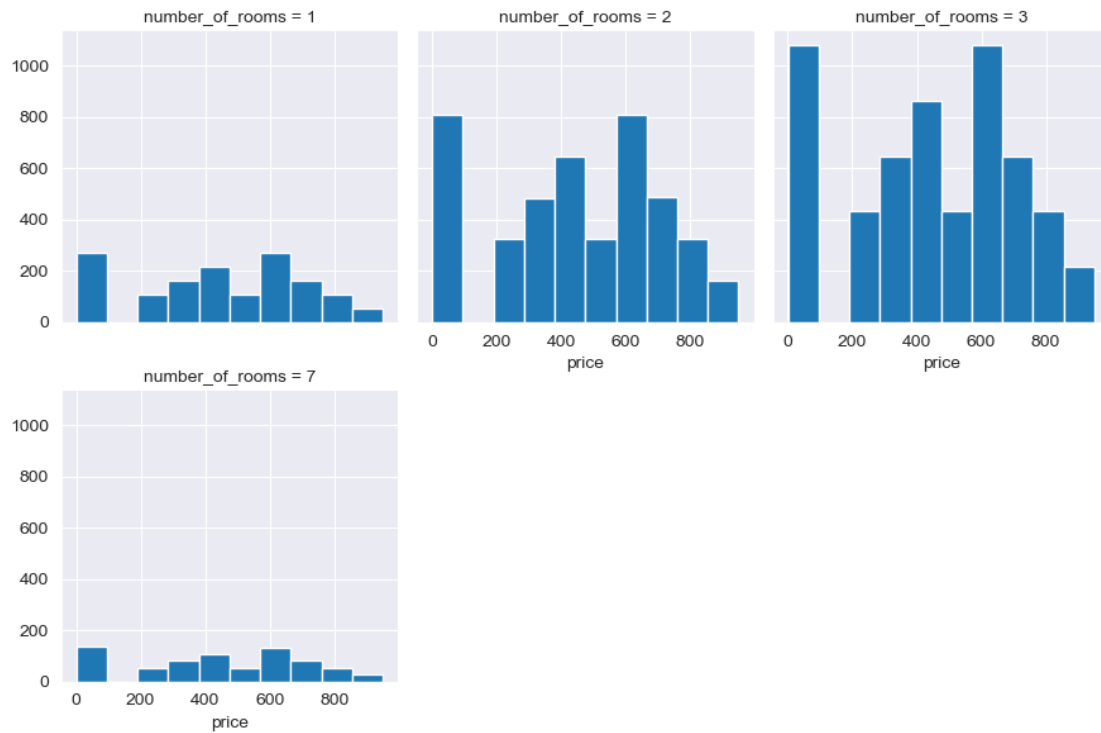 number_of_rooms = 1
number_of_rooms = 2
number_of_rooms = 3
1000
800
600
400
200
0
0 200 400 600 800
0 200 400 600 800
price
price
number_of_rooms = 7
1000
800
600
400
200
0
0 200 400 600 800
price